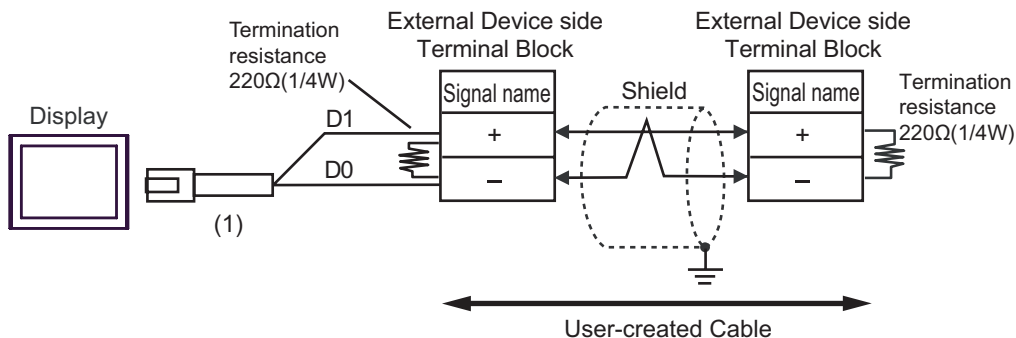 Termination
resistance
220Ω(1/4W)
External Device side
Terminal Block
External Device side
Terminal Block
Display
D1
D0
(1)
Signal name
+
–
Shield
Signal name
+
–
Termination
resistance
220Ω(1/4W)
User-created Cable